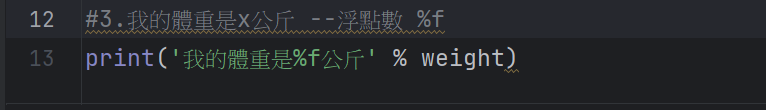 12 #3.我的體重是x公斤 --浮點數 %f
13 print('我的體重是%f公斤' % weight)